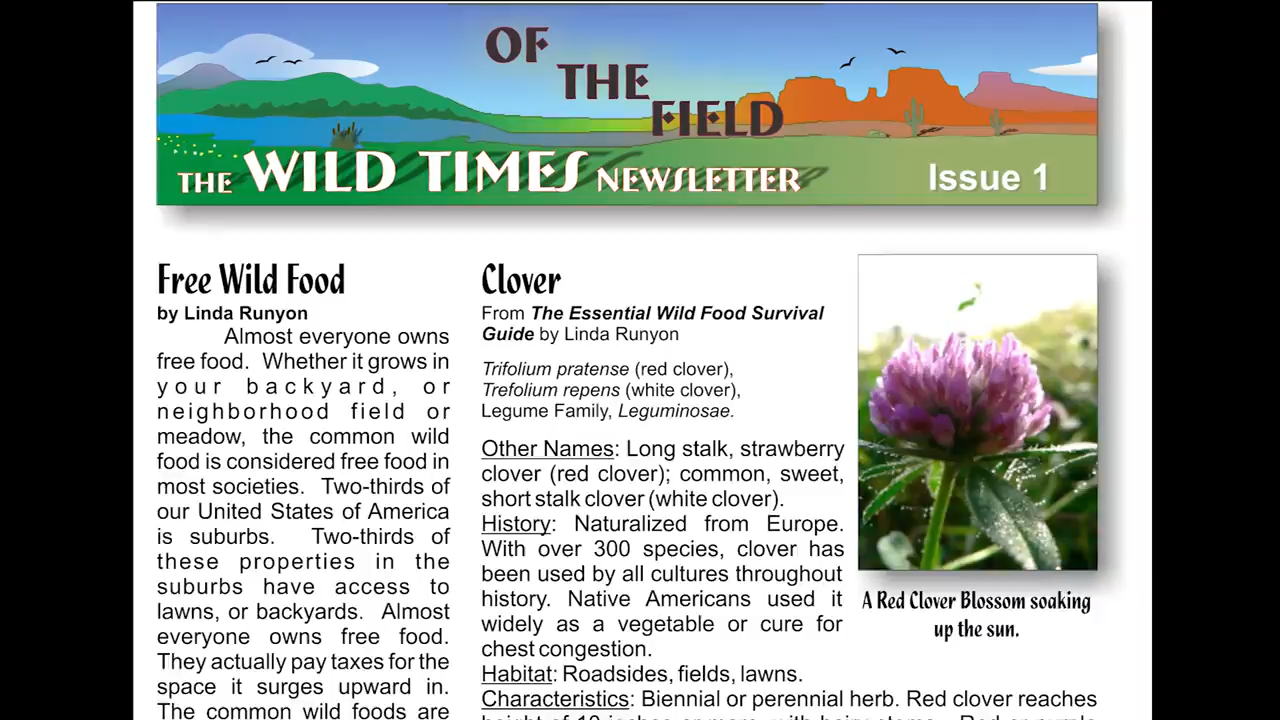 OF
THE
FIELD
THE WILD TIMES NEWSLETTER
Issue 1
Free Wild Food
by Linda Runyon
Almost everyone owns
free food. Whether it grows in
your backyard, or
neighborhood field or
meadow, the common wild
food is considered free food in
most societies. Two-thirds of
our United States of America
is suburbs. Two-thirds of
these properties in the
suburbs have access to
lawns, or backyards. Almost
everyone owns free food.
They actually pay taxes for the
space it surges upward in.
The common wild foods are
Clover
From The Essential Wild Food Survival
Guide by Linda Runyon
Trifolium pratense (red clover),
Trefolium repens (white clover),
Legume Family, Leguminosae.
Other Names: Long stalk, strawberry
clover (red clover); common, sweet,
short stalk clover (white clover).
History: Naturalized from Europe.
With over 300 species, clover has
been used by all cultures throughout
history. Native Americans used it
widely as a vegetable or cure for
chest congestion.
Habitat: Roadsides, fields, lawns.
Characteristics: Biennial or perennial herb. Red clover reaches
A Red Clover Blossom soaking
up the sun.